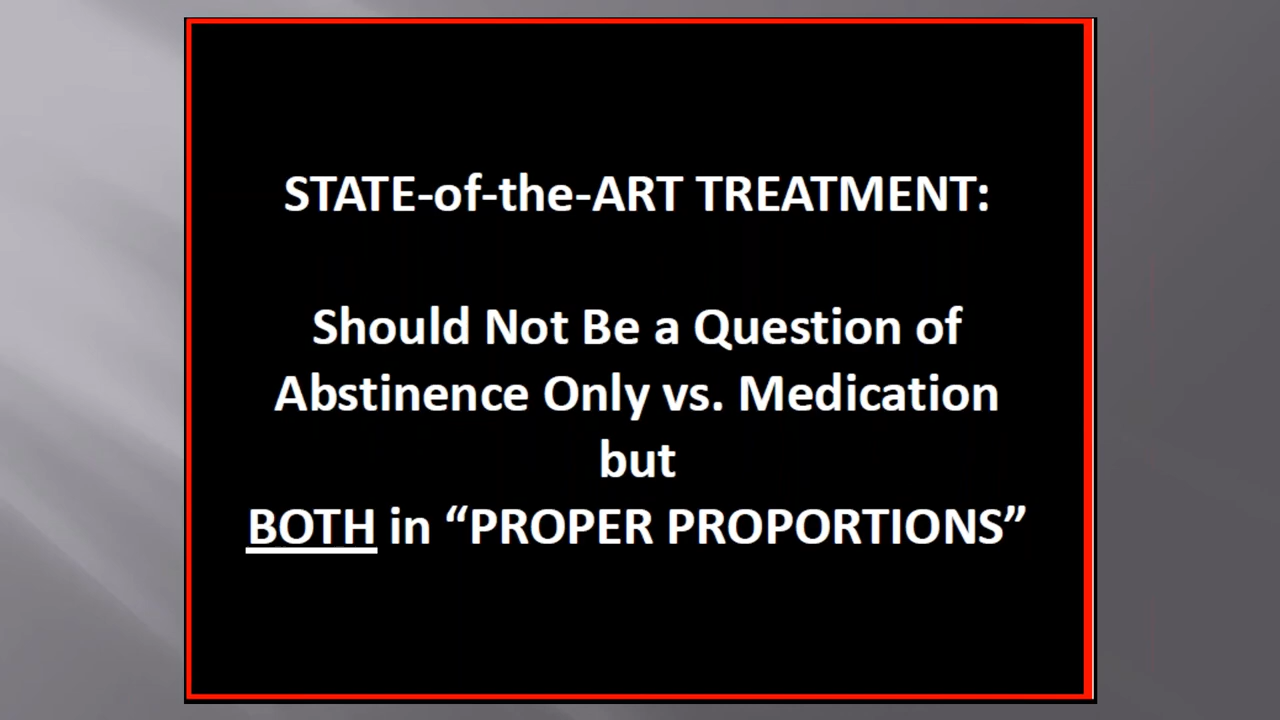 STATE-of-the-ART TREATMENT:
Should Not Be a Question of
Abstinence Only vs. Medication
but
BOTH in “PROPER PROPORTIONS”